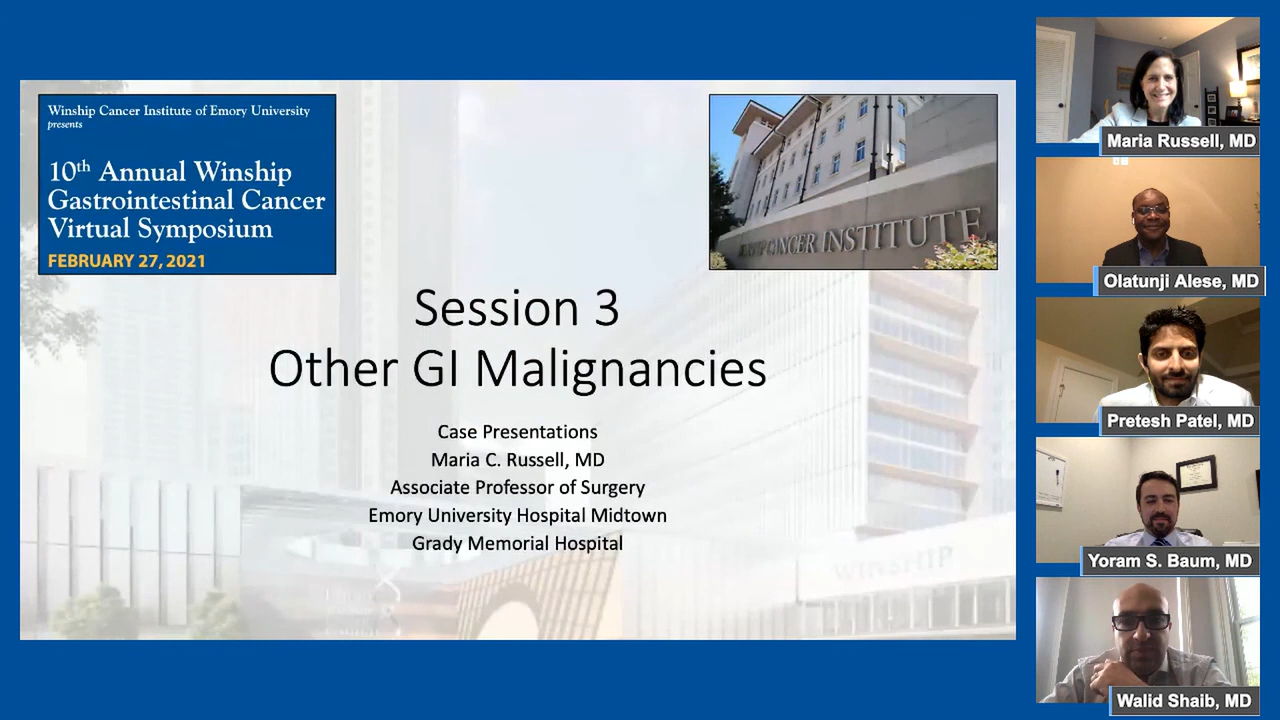 Winship Cancer Institute of Emory University
presents
10th Annual Winship
Gastrointestinal Cancer
Virtual Symposium
FEBRUARY 27, 2021
CANCER INSTITUTE
Session 3
Other GI Malignancies
Case Presentations
Maria C. Russell, MD
Associate Professor of Surgery
Emory University Hospital Midtown
Grady Memorial Hospital
WINSHIP
Maria Russell, MD
Olatunji Alese, MD
Pretesh Patel, MD
Yoram S. Baum, MD
Walid Shaib, MD